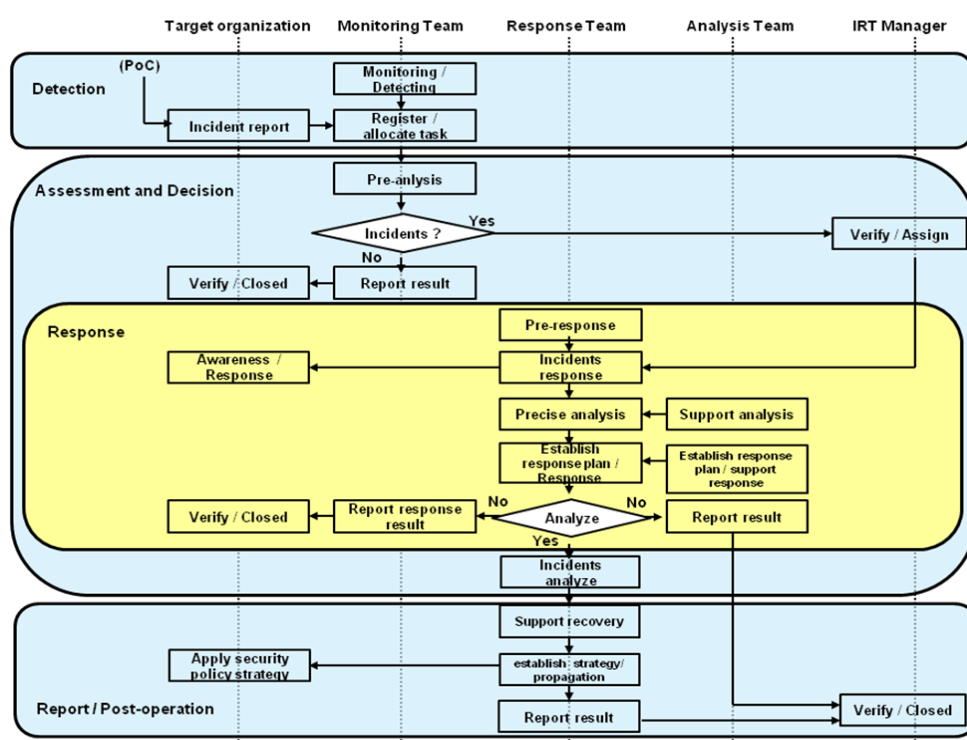 Target organization Monitoring Team Response Team Analysis Team IRT Manager
(PoC)
Detection
Monitoring /
Detecting
Incident report
Register /
allocate task
Assessment and Decision
Pre-anlysis
Incidents ?
Yes
Verify / Assign
No
Verify / Closed
Report result
Response
Pre-response
Awareness /
Response
Incidents
response
Precise analysis
Support analysis
Establish
response plan /
Response
Establish response
plan / support
response
Verify / Closed
Report response
result
No
Analyze
No
Report result
Yes
Incidents
analyze
Support recovery
Apply security
policy strategy
establish strategy/
propagation
Report / Post-operation
Report result
Verify / Closed